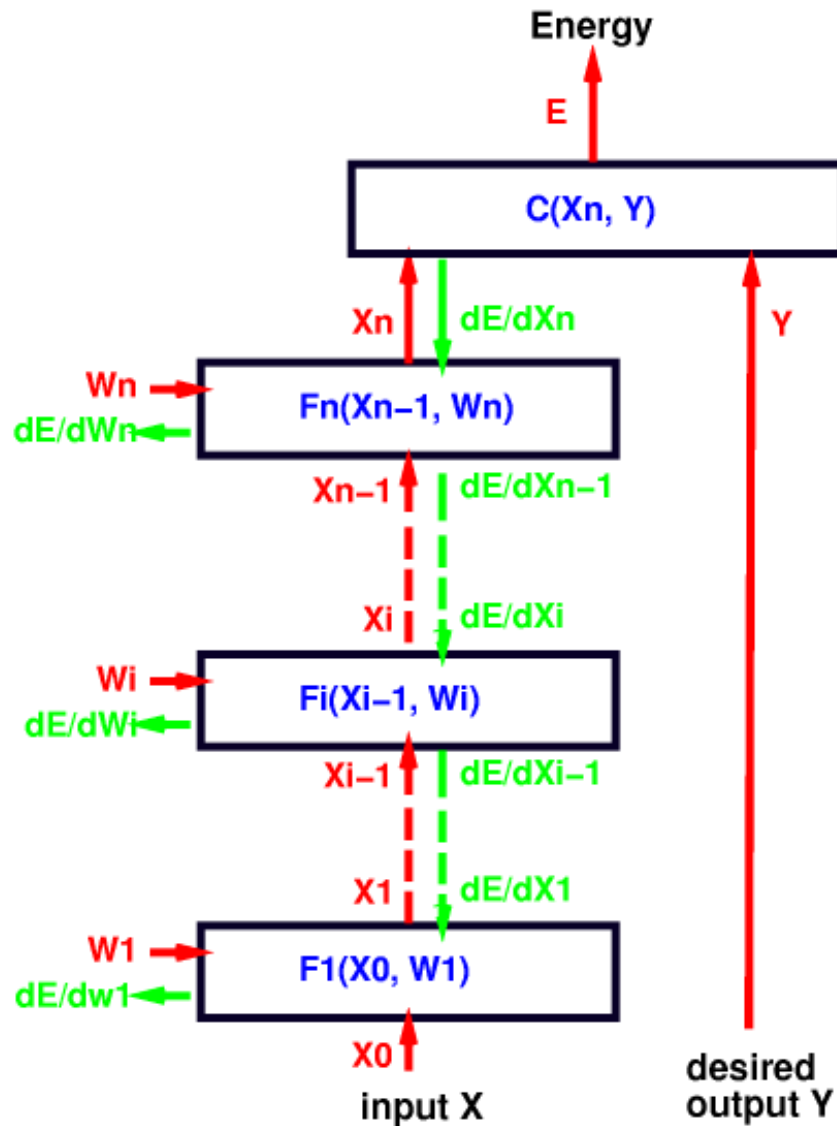 Energy
E
C(Xn, Y)
Xn
dE/dXn
Y
Wn
Fn(Xn−1, Wn)
dE/dWn
Xn−1
dE/dXn−1
Xi
dE/dXi
Wi
Fi(Xi−1, Wi)
dE/dWi
Xi−1
dE/dXi−1
X1
dE/dX1
W1
F1(X0, W1)
dE/dw1
X0
input X
desired
output Y